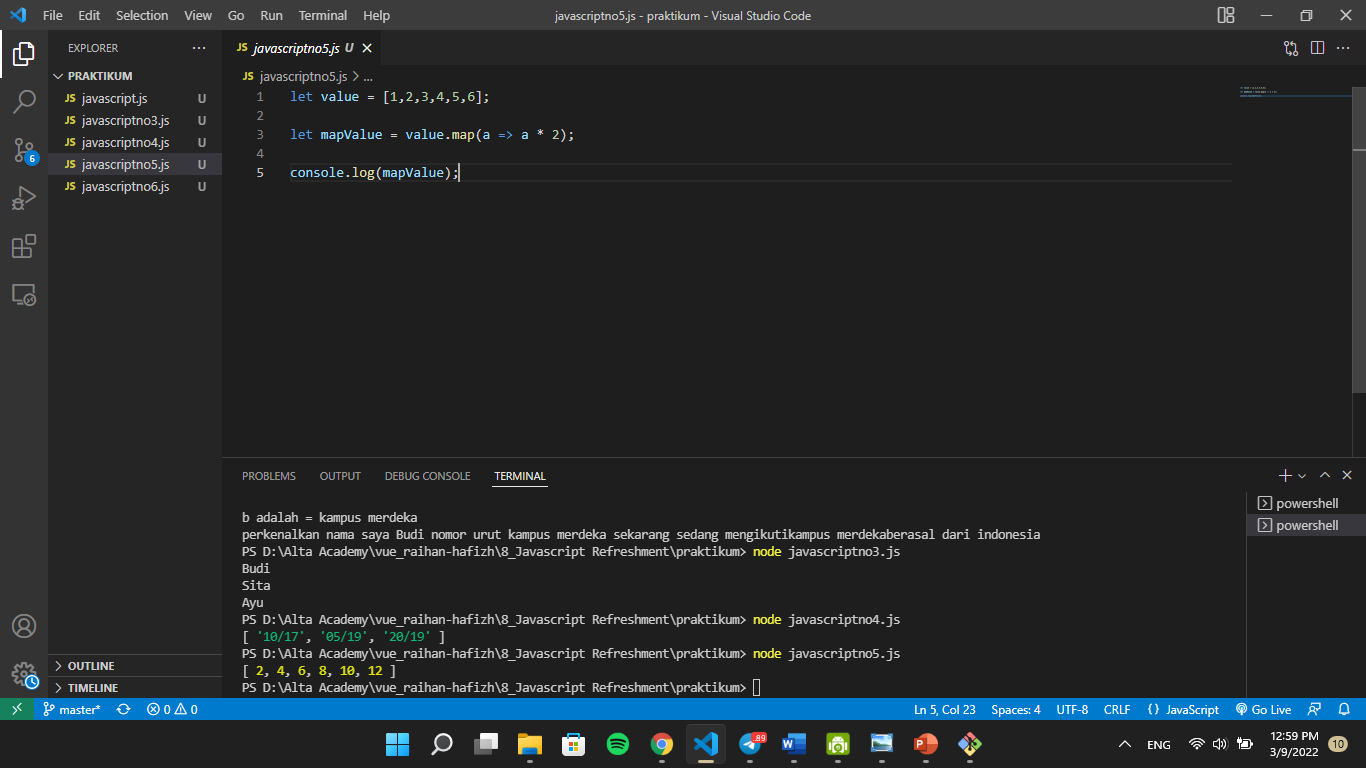 File Edit Selection View Go Run Terminal Help
javascriptno5.js - praktikum - Visual Studio Code
EXPLORER
PRAKTIKUM
JS javascript.js U
JS javascriptno3.js U
JS javascriptno4.js U
JS javascriptno5.js U
JS javascriptno6.js U
6
OUTLINE
TIMELINE
JS javascriptno5.js U
JS javascriptno5.js > ...
1 let value = [1,2,3,4,5,6];
2
3 let mapValue = value.map(a => a * 2);
4
5 console.log(mapValue);
PROBLEMS OUTPUT DEBUG CONSOLE TERMINAL
b adalah = kampus merdeka
perkenalkan nama saya Budi nomor urut kampus merdeka sekarang sedang mengikutikampus merdekaberasal dari indonesia
PS D:\Alta Academy\vue_raihan-hafizh\8_Javascript Refreshment\praktikum> node javascriptno3.js
Budi
Sita
Ayu
PS D:\Alta Academy\vue_raihan-hafizh\8_Javascript Refreshment\praktikum> node javascriptno4.js
[ '10/17', '05/19', '20/19' ]
PS D:\Alta Academy\vue_raihan-hafizh\8_Javascript Refreshment\praktikum> node javascriptno5.js
[ 2, 4, 6, 8, 10, 12 ]
PS D:\Alta Academy\vue_raihan-hafizh\8_Javascript Refreshment\praktikum>
powershell
powershell
master* 0 0
Ln 5, Col 23 Spaces: 4 UTF-8 CRLF {} JavaScript Go Live
89
ENG
12:59 PM
3/9/2022
10